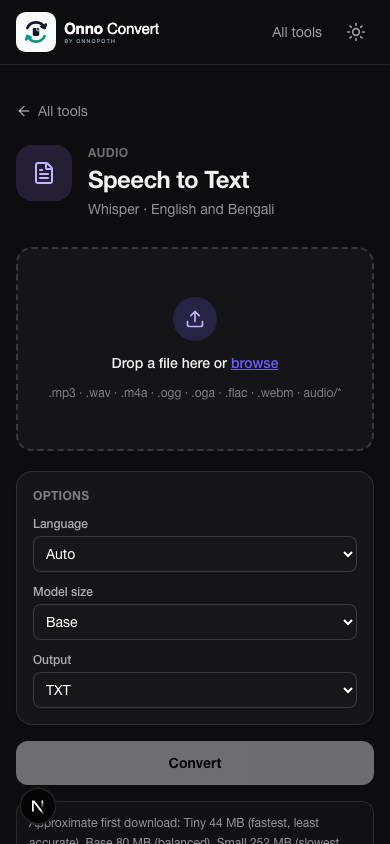 Onno Convert
BY ONNOPOTH
All tools
All tools
AUDIO
Speech to Text
Whisper · English and Bengali
Drop a file here or browse
.mp3 · .wav · .m4a · .ogg · .oga · .flac · .webm · audio/*
OPTIONS
Language
Auto
Model size
Base
Output
TXT
Convert
N
Approximate first download: Tiny 44 MB (fastest, least
accurate), Base 80 MB (balanced), Small 252 MB (slowest,